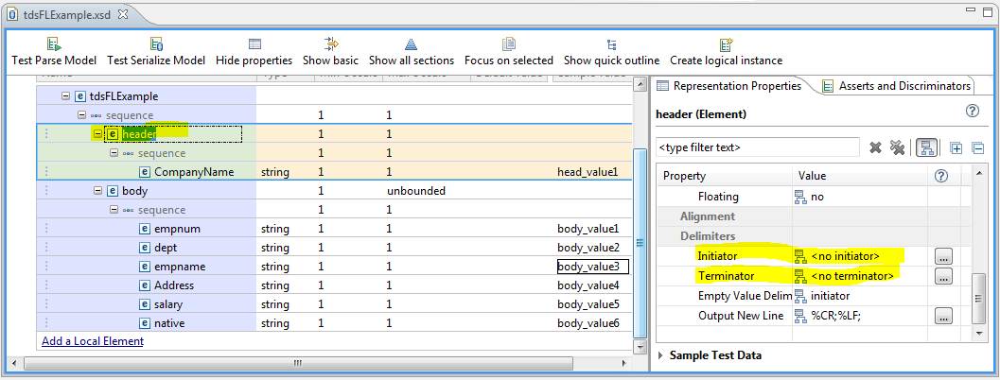 tdsFLExample.xsd
Test Parse Model Test Serialize Model Hide properties Show basic Show all sections Focus on selected Show quick outline Create logical instance
Name Type Min Occurs Max Occurs Default Value Sample Value
tdsFLExample
sequence 1 1
header 1 1
sequence 1 1
CompanyName string 1 1 head_value1
body 1 unbounded
sequence 1 1
empnum string 1 1 body_value1
dept string 1 1 body_value2
empname string 1 1 body_value3
Address string 1 1 body_value4
salary string 1 1 body_value5
native string 1 1 body_value6
Add a Local Element
Representation Properties Asserts and Discriminators
header (Element)
<type filter text>
Property Value
Floating no
Alignment
Delimiters
Initiator <no initiator>
Terminator <no terminator>
Empty Value Delim initiator
Output New Line %CR;%LF;
Sample Test Data